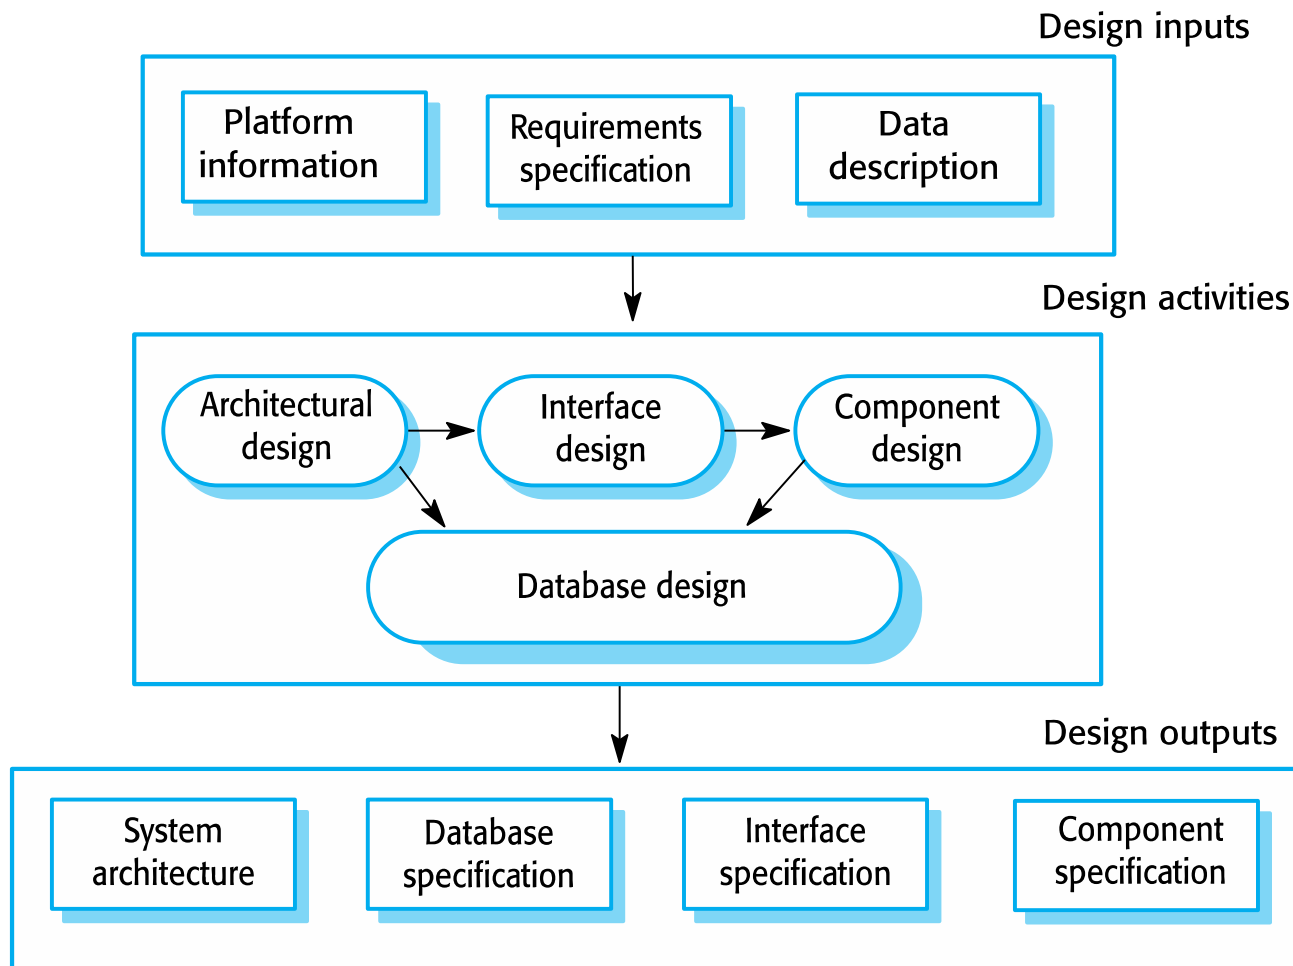 Design inputs
Platform
information
Requirements
specification
Data
description
Design activities
Architectural
design
Interface
design
Component
design
Database design
Design outputs
System
architecture
Database
specification
Interface
specification
Component
specification